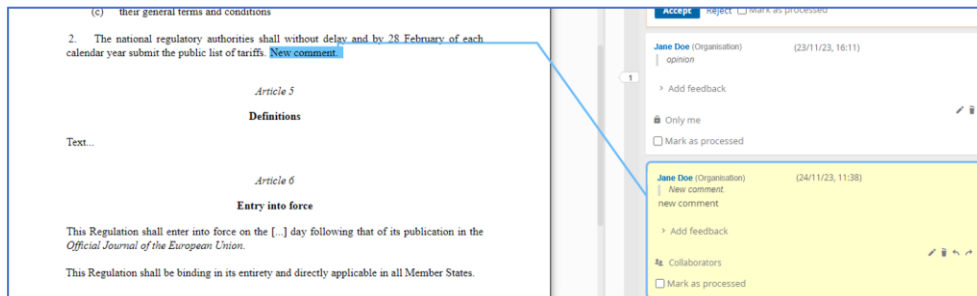 (c) their general terms and conditions
2. The national regulatory authorities shall without delay and by 28 February of each
calendar year submit the public list of tariffs. New comment.
Article 5
Definitions
Text...
Article 6
Entry into force
This Regulation shall enter into force on the [...] day following that of its publication in the
Official Journal of the European Union.
This Regulation shall be binding in its entirety and directly applicable in all Member States.
1
Accept Reject Mark as processed
Jane Doe (Organisation) (23/11/23, 16:11)
opinion
> Add feedback
Only me
Mark as processed
Jane Doe (Organisation) (24/11/23, 11:38)
New comment.
new comment
> Add feedback
Collaborators
Mark as processed